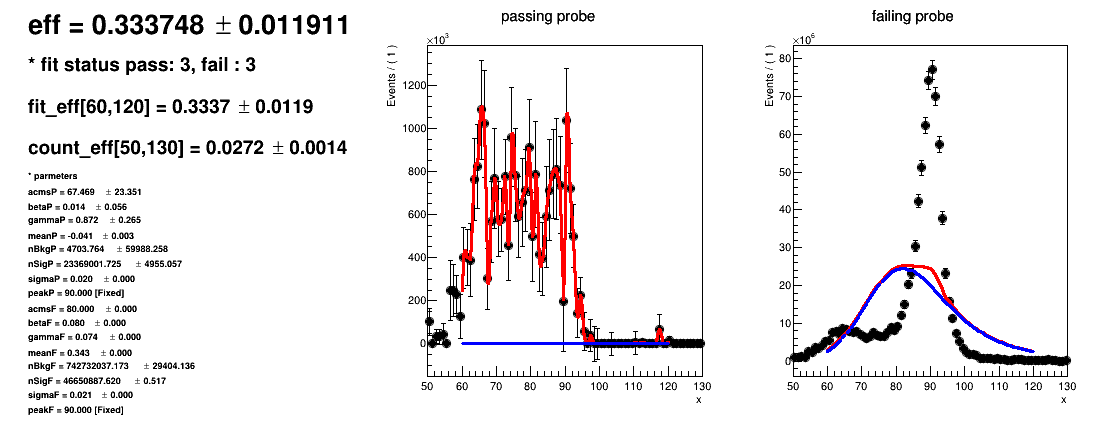 eff = 0.333748 ± 0.011911
* fit status pass: 3, fail : 3
fit_eff[60,120] = 0.3337 ± 0.0119
count_eff[50,130] = 0.0272 ± 0.0014
* parmeters
acmsP = 67.469 ± 23.351
betaP = 0.014 ± 0.056
gammaP = 0.872 ± 0.265
meanP = -0.041 ± 0.003
nBkgP = 4703.764 ± 59988.258
nSigP = 23369001.725 ± 4955.057
sigmaP = 0.020 ± 0.000
peakP = 90.000 [Fixed]
acmsF = 80.000 ± 0.000
betaF = 0.080 ± 0.000
gammaF = 0.074 ± 0.000
meanF = 0.343 ± 0.000
nBkgF = 742732037.173 ± 29404.136
nSigF = 46650887.620 ± 0.517
sigmaF = 0.021 ± 0.000
peakF = 90.000 [Fixed]
passing probe
×10³
Events / ( 1 )
1200
1000
800
600
400
200
0
50 60 70 80 90 100 110 120 130
x
failing probe
×10⁶
Events / ( 1 )
80
70
60
50
40
30
20
10
0
50 60 70 80 90 100 110 120 130
x